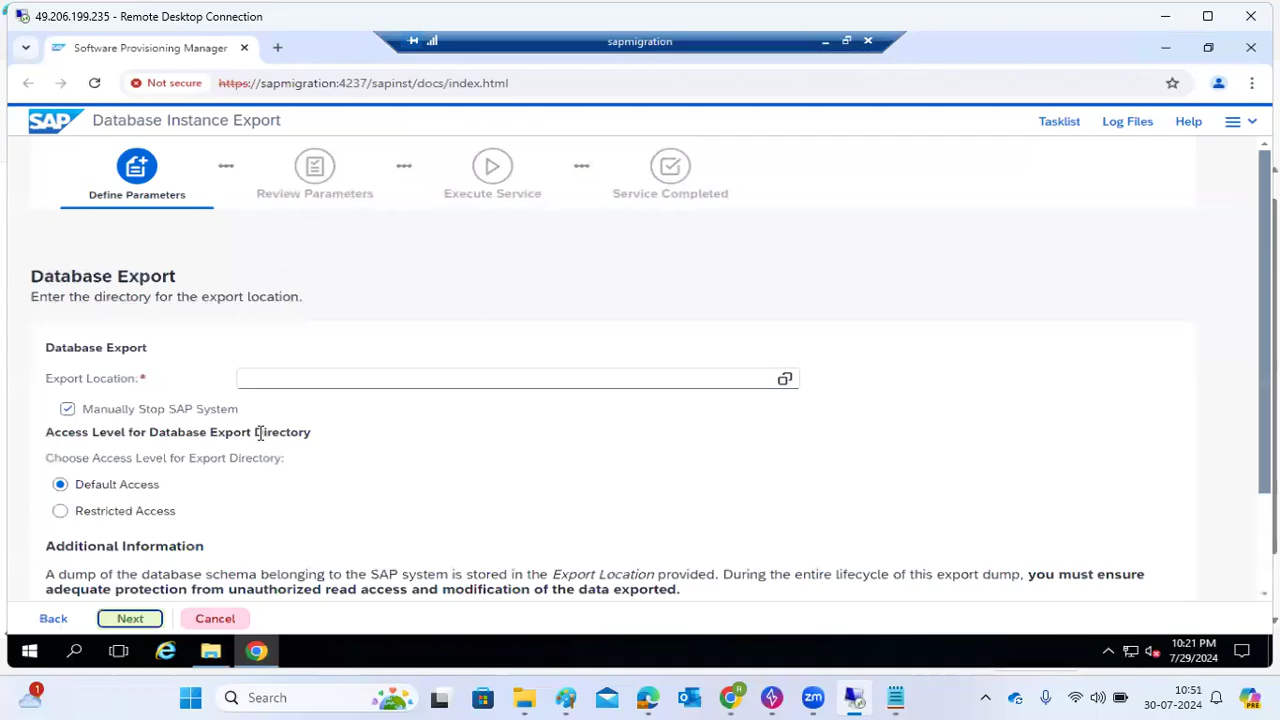 49.206.199.235 - Remote Desktop Connection
sapmigration
SAP Software Provisioning Manager
Not secure https://sapmigration:4237/sapinst/docs/index.html
SAP Database Instance Export Tasklist Log Files Help
Define Parameters Review Parameters Execute Service Service Completed
Database Export
Enter the directory for the export location.
Database Export
Export Location:*
Manually Stop SAP System
Access Level for Database Export Directory
Choose Access Level for Export Directory:
Default Access
Restricted Access
Additional Information
A dump of the database schema belonging to the SAP system is stored in the Export Location provided. During the entire lifecycle of this export dump, you must ensure
adequate protection from unauthorized read access and modification of the data exported.
Back Next Cancel
10:21 PM
7/29/2024
1 Search zm PRE
10:51
30-07-2024